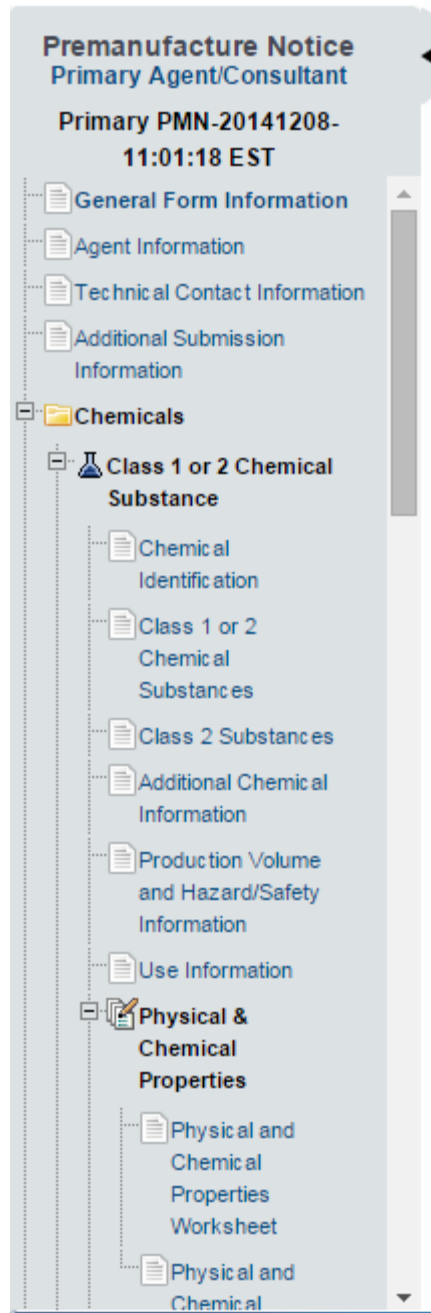 Premanufacture Notice
Primary Agent/Consultant
Primary PMN-20141208-
11:01:18 EST
General Form Information
Agent Information
Technical Contact Information
Additional Submission
Information
Chemicals
Class 1 or 2 Chemical
Substance
Chemical
Identification
Class 1 or 2
Chemical
Substances
Class 2 Substances
Additional Chemical
Information
Production Volume
and Hazard/Safety
Information
Use Information
Physical &
Chemical
Properties
Physical and
Chemical
Properties
Worksheet
Physical and
Chemical